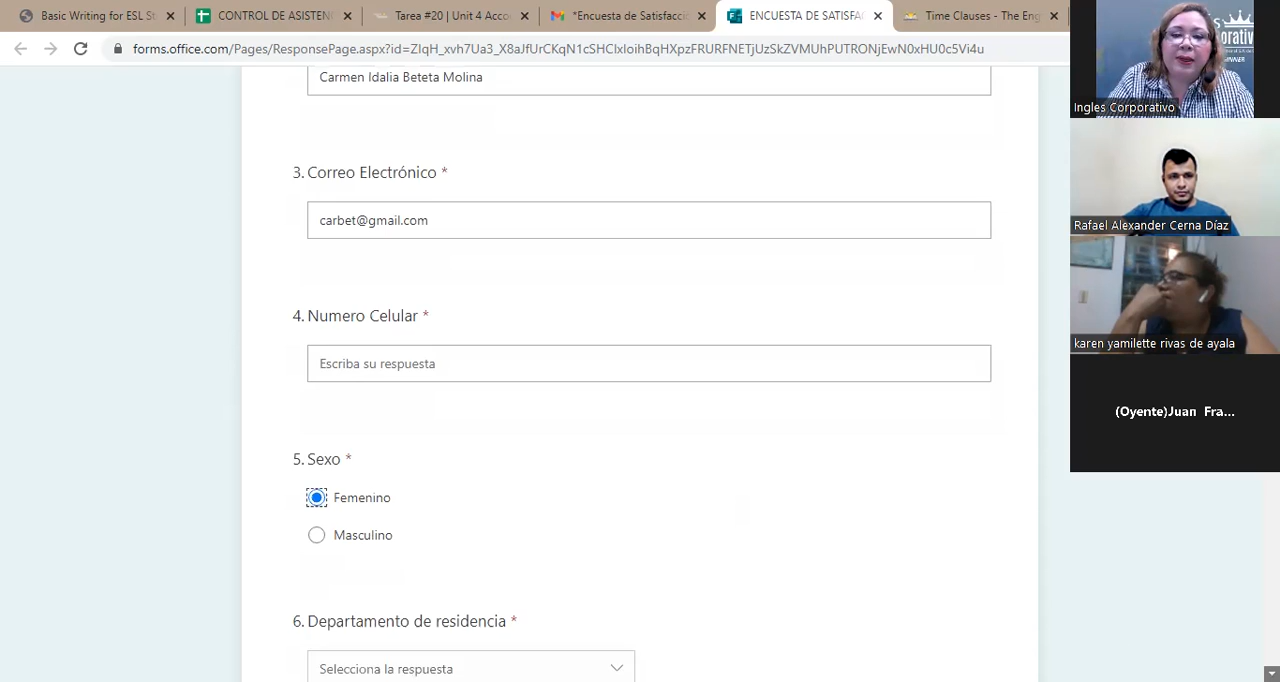 Basic Writing for ESL St
CONTROL DE ASISTEN
Tarea #20 | Unit 4 Acco
*Encuesta de Satisfacci
ENCUESTA DE SATISFA
Time Clauses - The Eng
forms.office.com/Pages/ResponsePage.aspx?id=ZIqH_xvh7Ua3_X8aJfUrCKqN1cSHClxIoihBqHXpzFRURFNETjUzSkZVMUhPUTRONjEwN0xHU0c5Vi4u
Carmen Idalia Beteta Molina
3. Correo Electrónico *
carbet@gmail.com
4. Numero Celular *
Escriba su respuesta
5. Sexo *
Femenino
Masculino
6. Departamento de residencia *
Selecciona la respuesta
Ingles Corporativo
Rafael Alexander Cerna Díaz
karen yamilette rivas de ayala
(Oyente)Juan Fra...